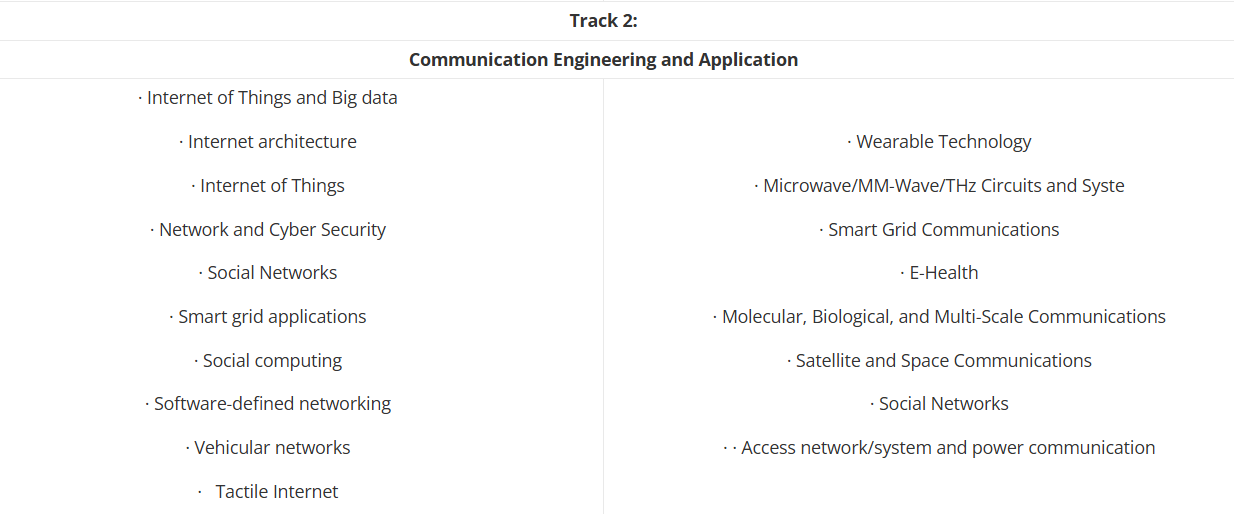 Track 2:
Communication Engineering and Application
· Internet of Things and Big data
· Internet architecture
· Internet of Things
· Network and Cyber Security
· Social Networks
· Smart grid applications
· Social computing
· Software-defined networking
· Vehicular networks
· Tactile Internet
· Wearable Technology
· Microwave/MM-Wave/THz Circuits and Syste
· Smart Grid Communications
· E-Health
· Molecular, Biological, and Multi-Scale Communications
· Satellite and Space Communications
· Social Networks
· · Access network/system and power communication